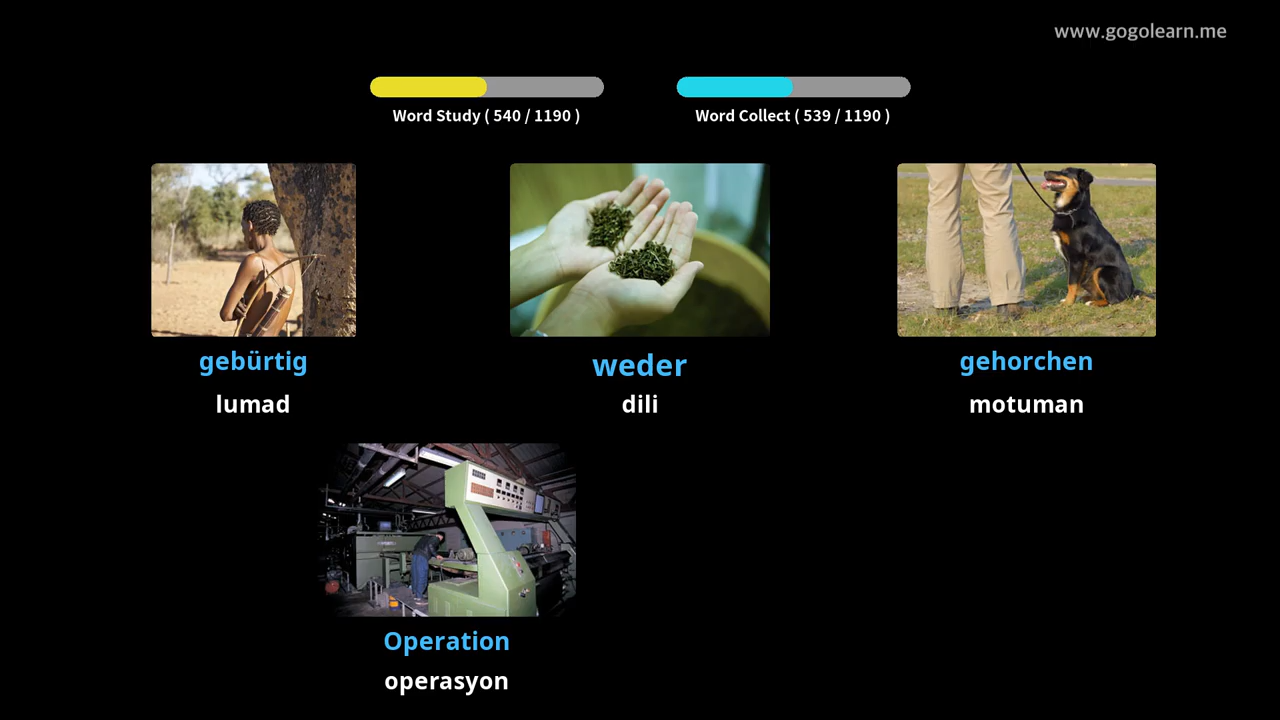 www.gogolearn.me
Word Study ( 540 / 1190 )
Word Collect ( 539 / 1190 )
gebürtig
weder
gehorchen
lumad
dili
motuman
Operation
operasyon